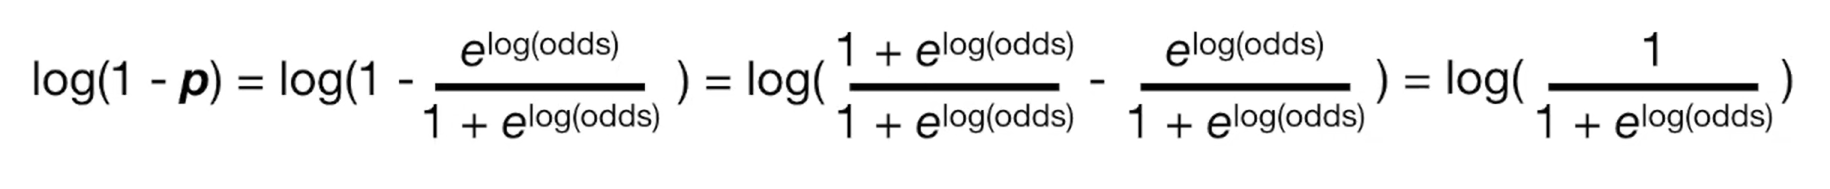 log(1 - p) = log(1 - e^log(odds) / 1 + e^log(odds) ) = log( 1 + e^log(odds) / 1 + e^log(odds) - e^log(odds) / 1 + e^log(odds) ) = log( 1 / 1 + e^log(odds) )